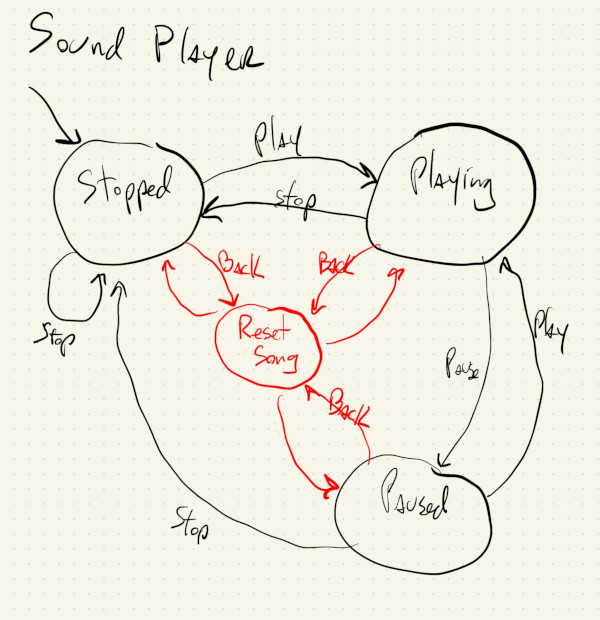 Sound Player
Play
Stopped
Playing
Stop
Back
Back
Stop
Reset
Song
Play
Pause
Back
Paused
Stop